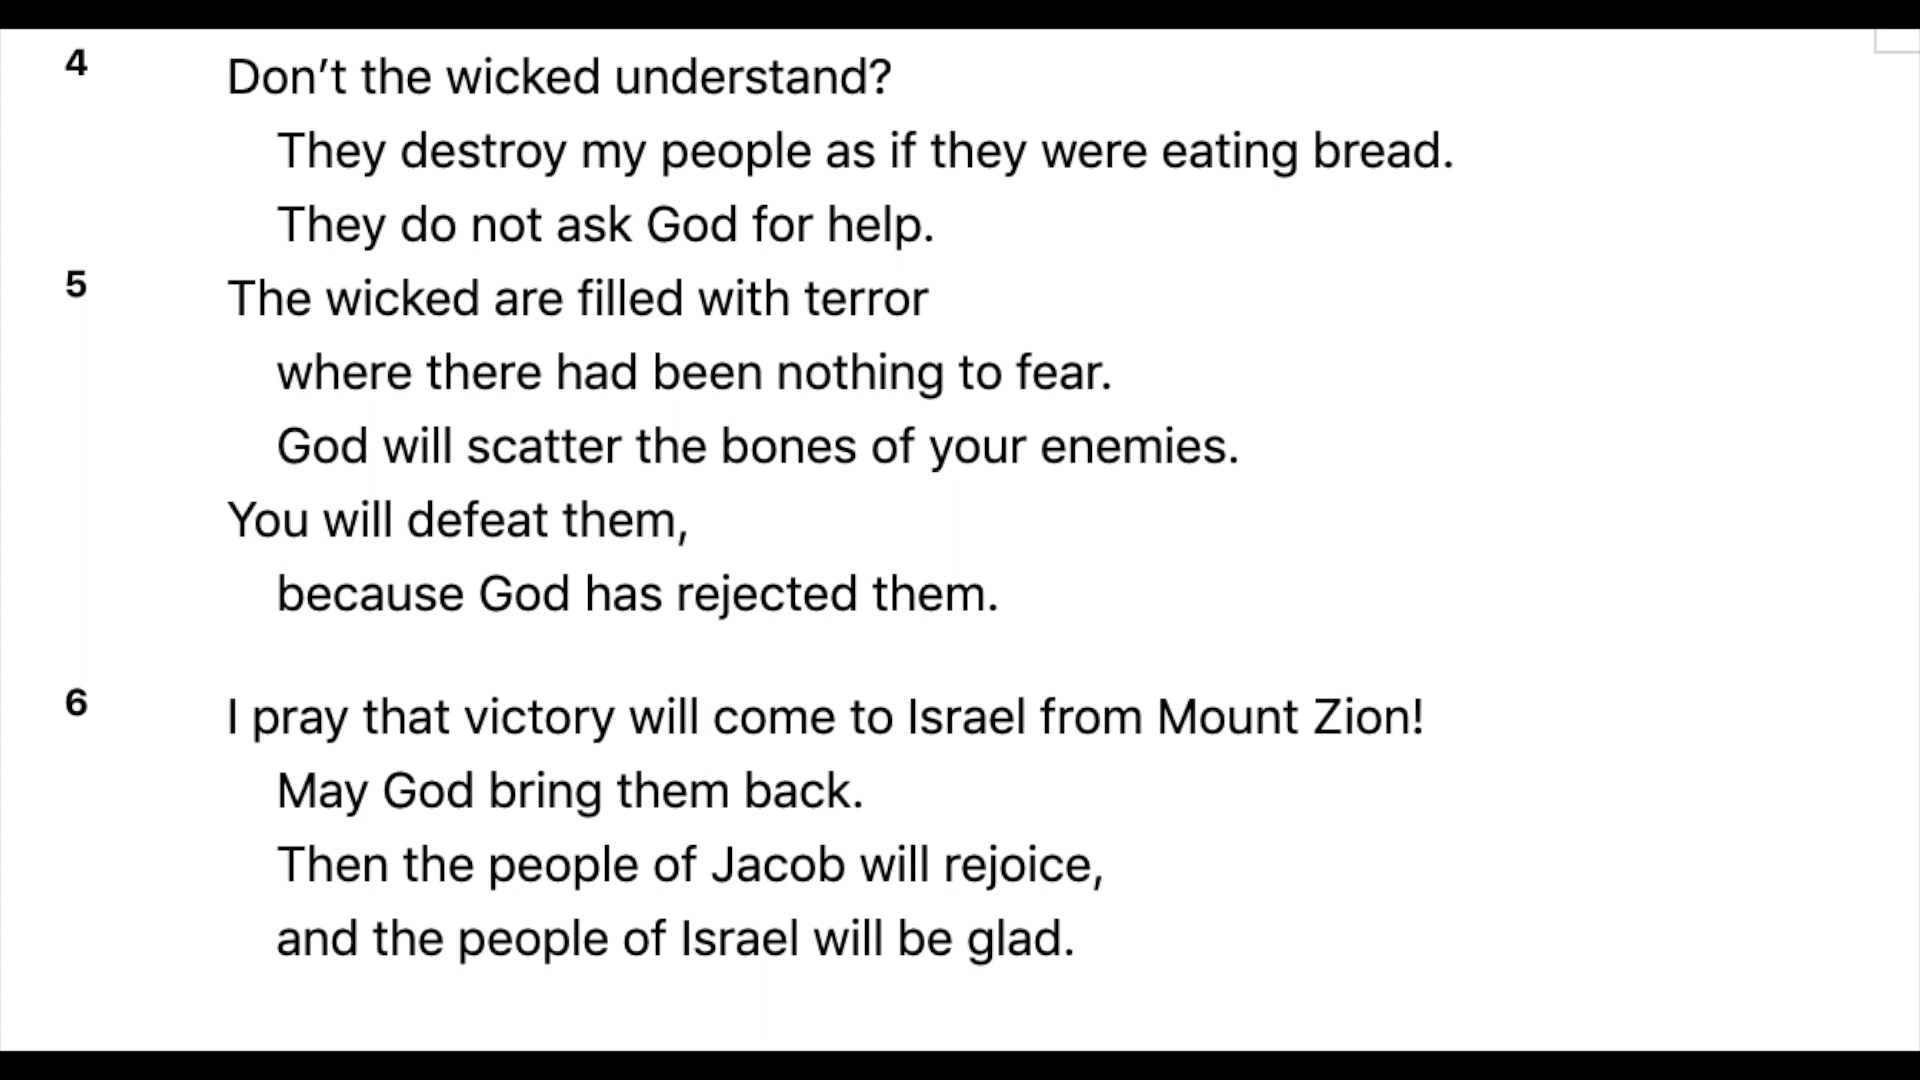 4 Don’t the wicked understand?
They destroy my people as if they were eating bread.
They do not ask God for help.
5 The wicked are filled with terror
where there had been nothing to fear.
God will scatter the bones of your enemies.
You will defeat them,
because God has rejected them.
6 I pray that victory will come to Israel from Mount Zion!
May God bring them back.
Then the people of Jacob will rejoice,
and the people of Israel will be glad.